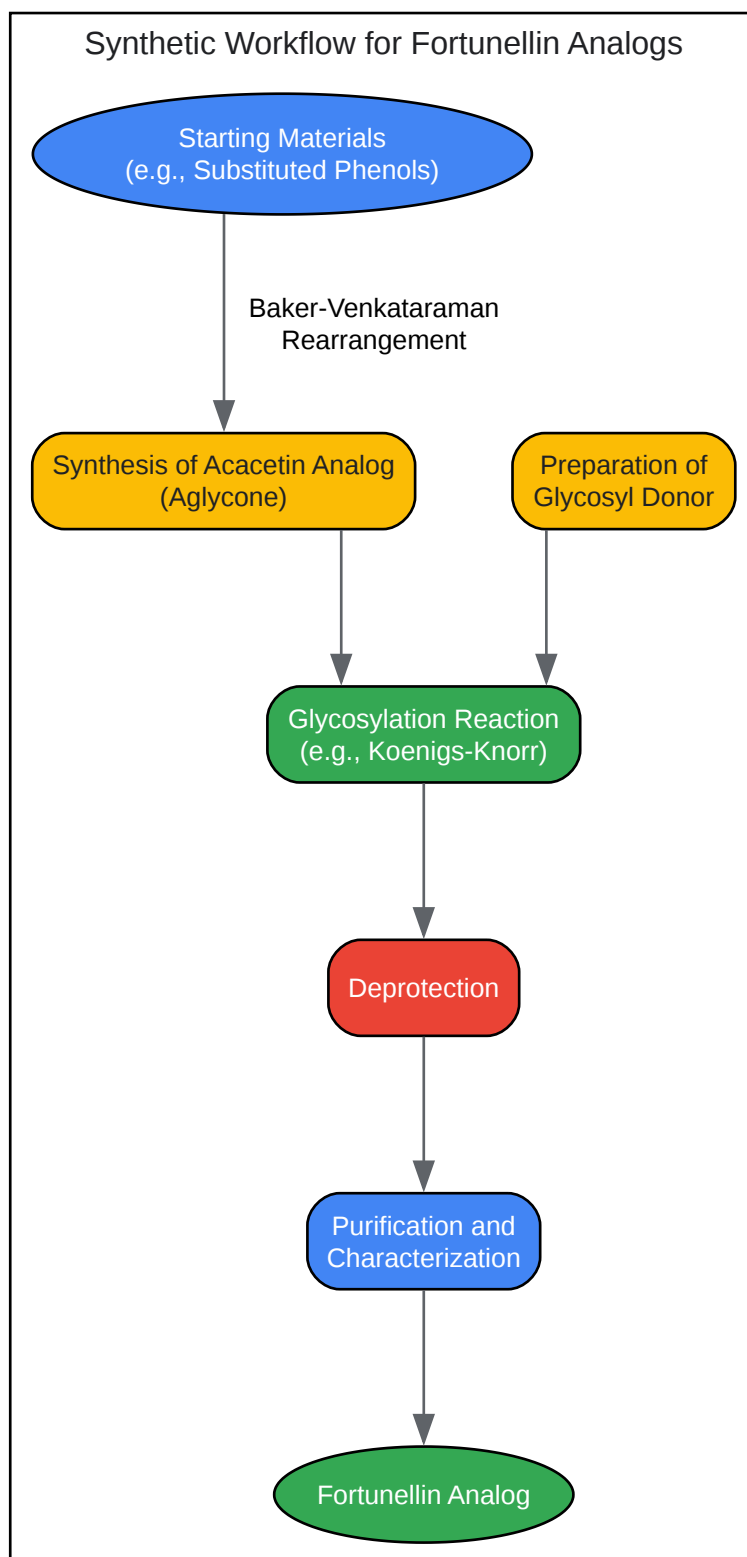 Synthetic Workflow for Fortunellin Analogs
Starting Materials
(e.g., Substituted Phenols)
Baker-Venkataraman
Rearrangement
Synthesis of Acacetin Analog
(Aglycone)
Preparation of
Glycosyl Donor
Glycosylation Reaction
(e.g., Koenigs-Knorr)
Deprotection
Purification and
Characterization
Fortunellin Analog